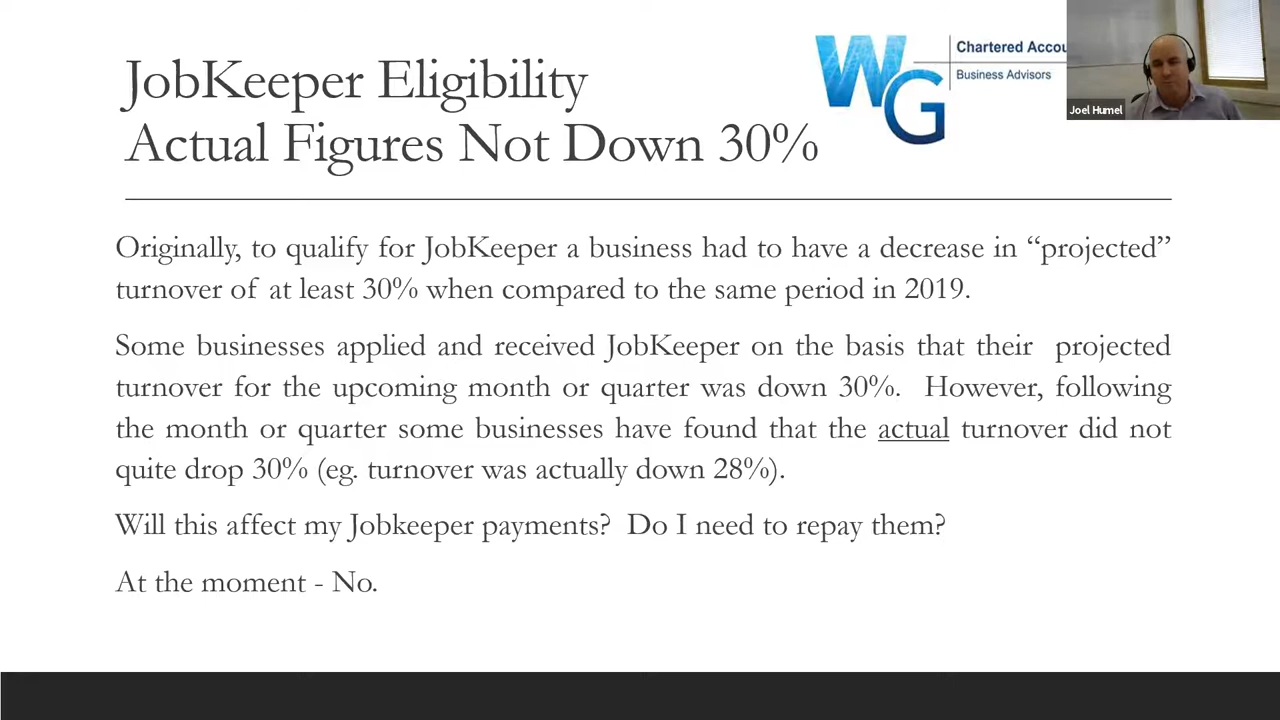 JobKeeper Eligibility
Actual Figures Not Down 30%
WG
Chartered Accou
Business Advisors
Joel Humel
Originally, to qualify for JobKeeper a business had to have a decrease in “projected”
turnover of at least 30% when compared to the same period in 2019.
Some businesses applied and received JobKeeper on the basis that their projected
turnover for the upcoming month or quarter was down 30%. However, following
the month or quarter some businesses have found that the actual turnover did not
quite drop 30% (eg. turnover was actually down 28%).
Will this affect my Jobkeeper payments? Do I need to repay them?
At the moment - No.